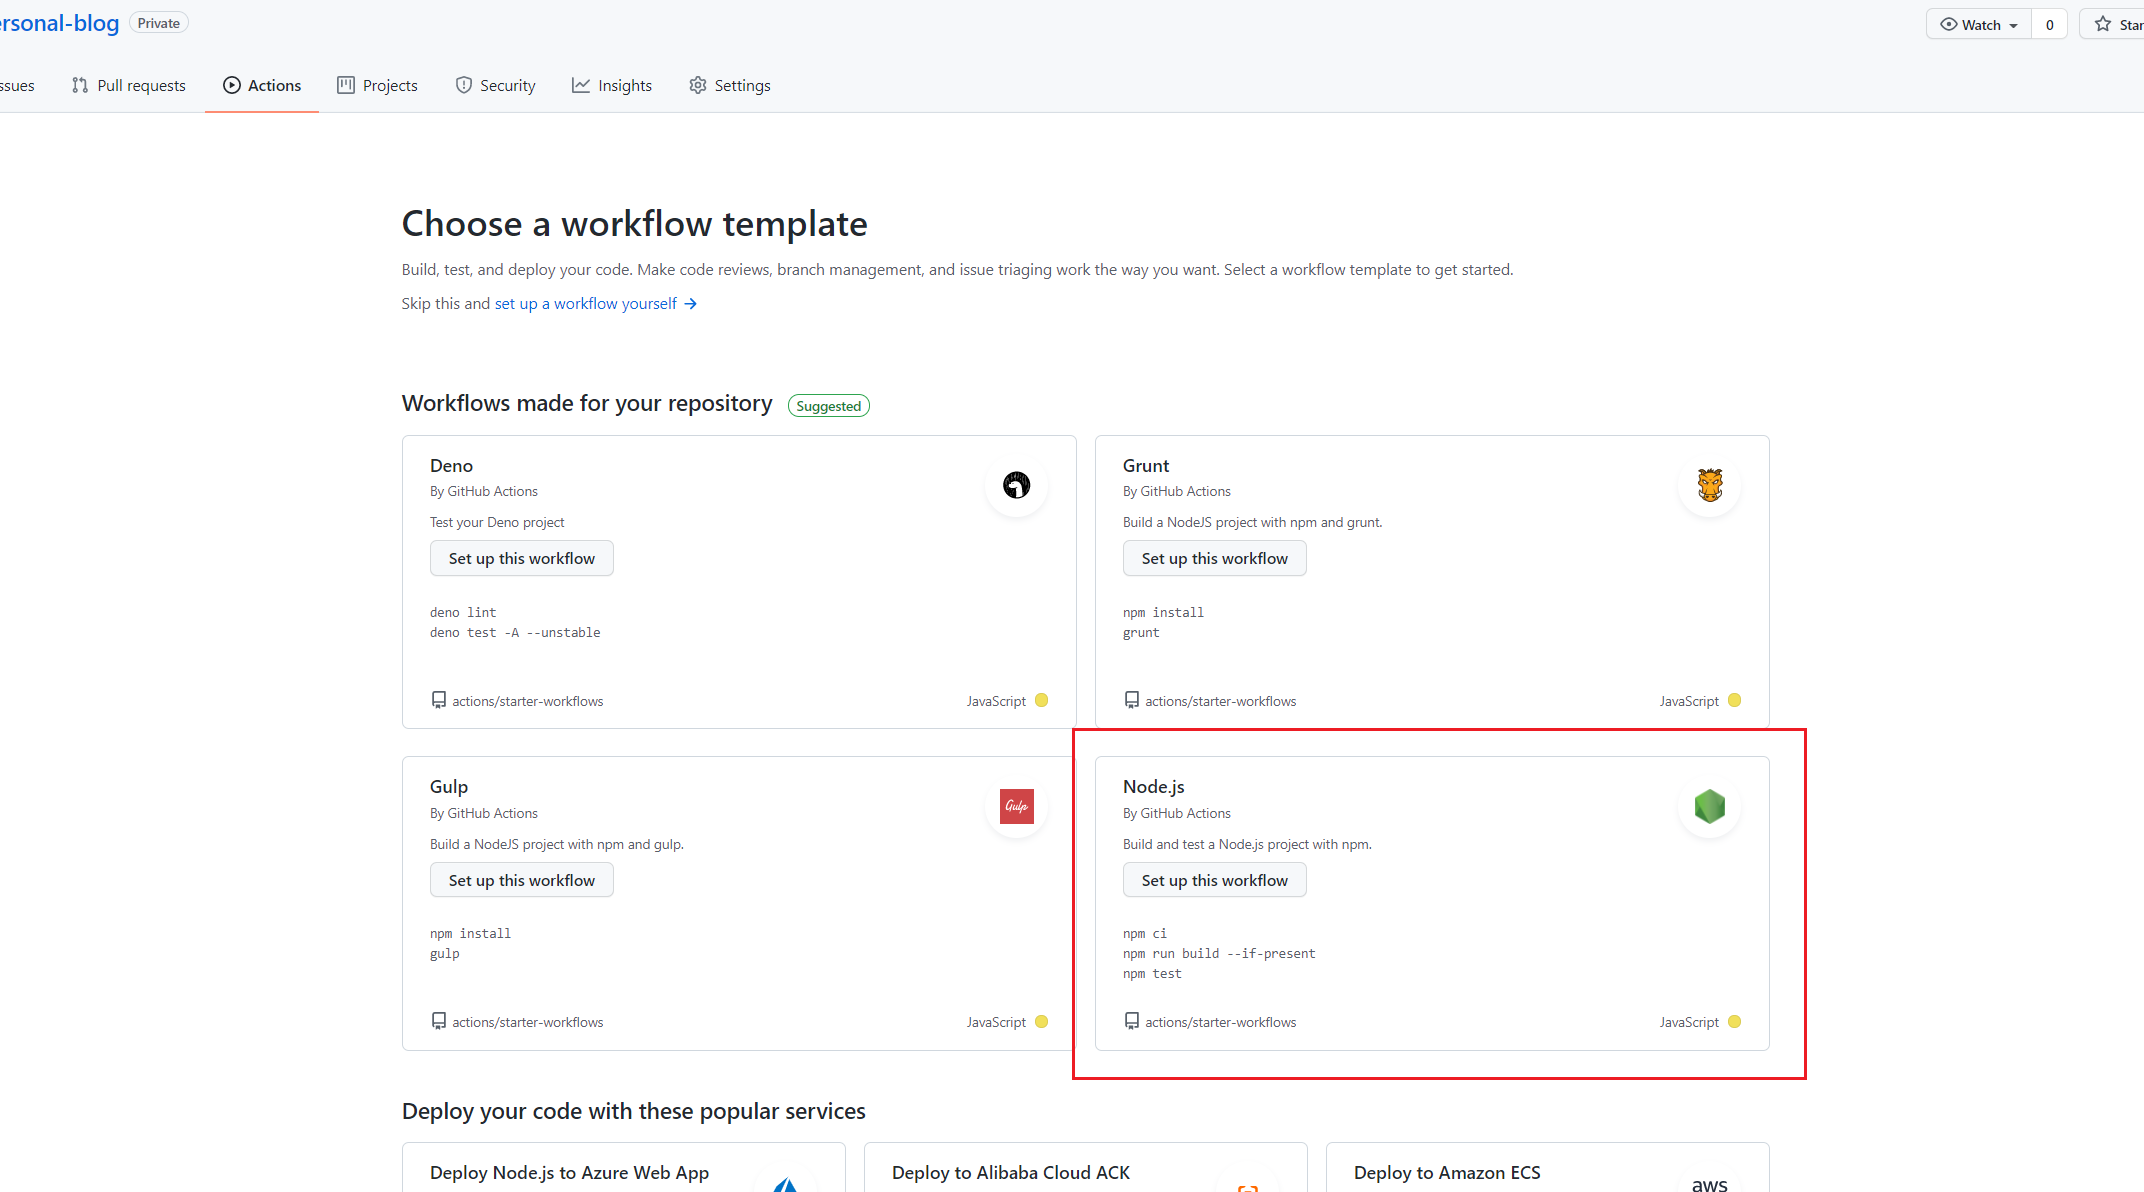 ersonal-blog Private Watch 0 Star
ssues Pull requests Actions Projects Security Insights Settings
Choose a workflow template
Build, test, and deploy your code. Make code reviews, branch management, and issue triaging work the way you want. Select a workflow template to get started.
Skip this and set up a workflow yourself →
Workflows made for your repository Suggested
Deno
By GitHub Actions
Test your Deno project
Set up this workflow
deno lint
deno test -A --unstable
actions/starter-workflows JavaScript
Grunt
By GitHub Actions
Build a NodeJS project with npm and grunt.
Set up this workflow
npm install
grunt
actions/starter-workflows JavaScript
Gulp
By GitHub Actions
Gulp
Build a NodeJS project with npm and gulp.
Set up this workflow
npm install
gulp
actions/starter-workflows JavaScript
Node.js
By GitHub Actions
Build and test a Node.js project with npm.
Set up this workflow
npm ci
npm run build --if-present
npm test
actions/starter-workflows JavaScript
Deploy your code with these popular services
Deploy Node.js to Azure Web App
Deploy to Alibaba Cloud ACK
Deploy to Amazon ECS
aws